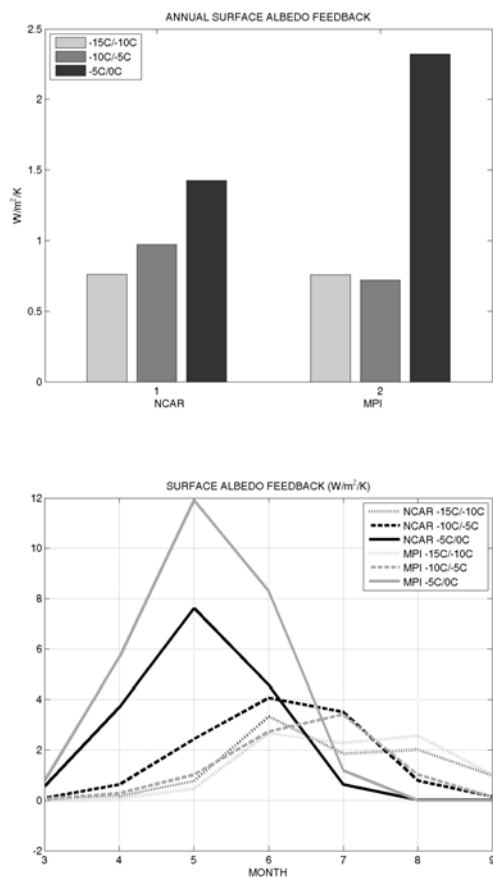 ANNUAL SURFACE ALBEDO FEEDBACK
2.5
-15C/-10C
-10C/-5C
-5C/0C
2
1.5
W/m²/K
1
0.5
0
1
2
NCAR
MPI
SURFACE ALBEDO FEEDBACK (W/m²/K)
12
NCAR -15C/-10C
NCAR -10C/-5C
NCAR -5C/0C
MPI -15C/-10C
MPI -10C/-5C
MPI -5C/0C
10
8
6
4
2
0
-2
3
4
5
6
7
8
9
MONTH